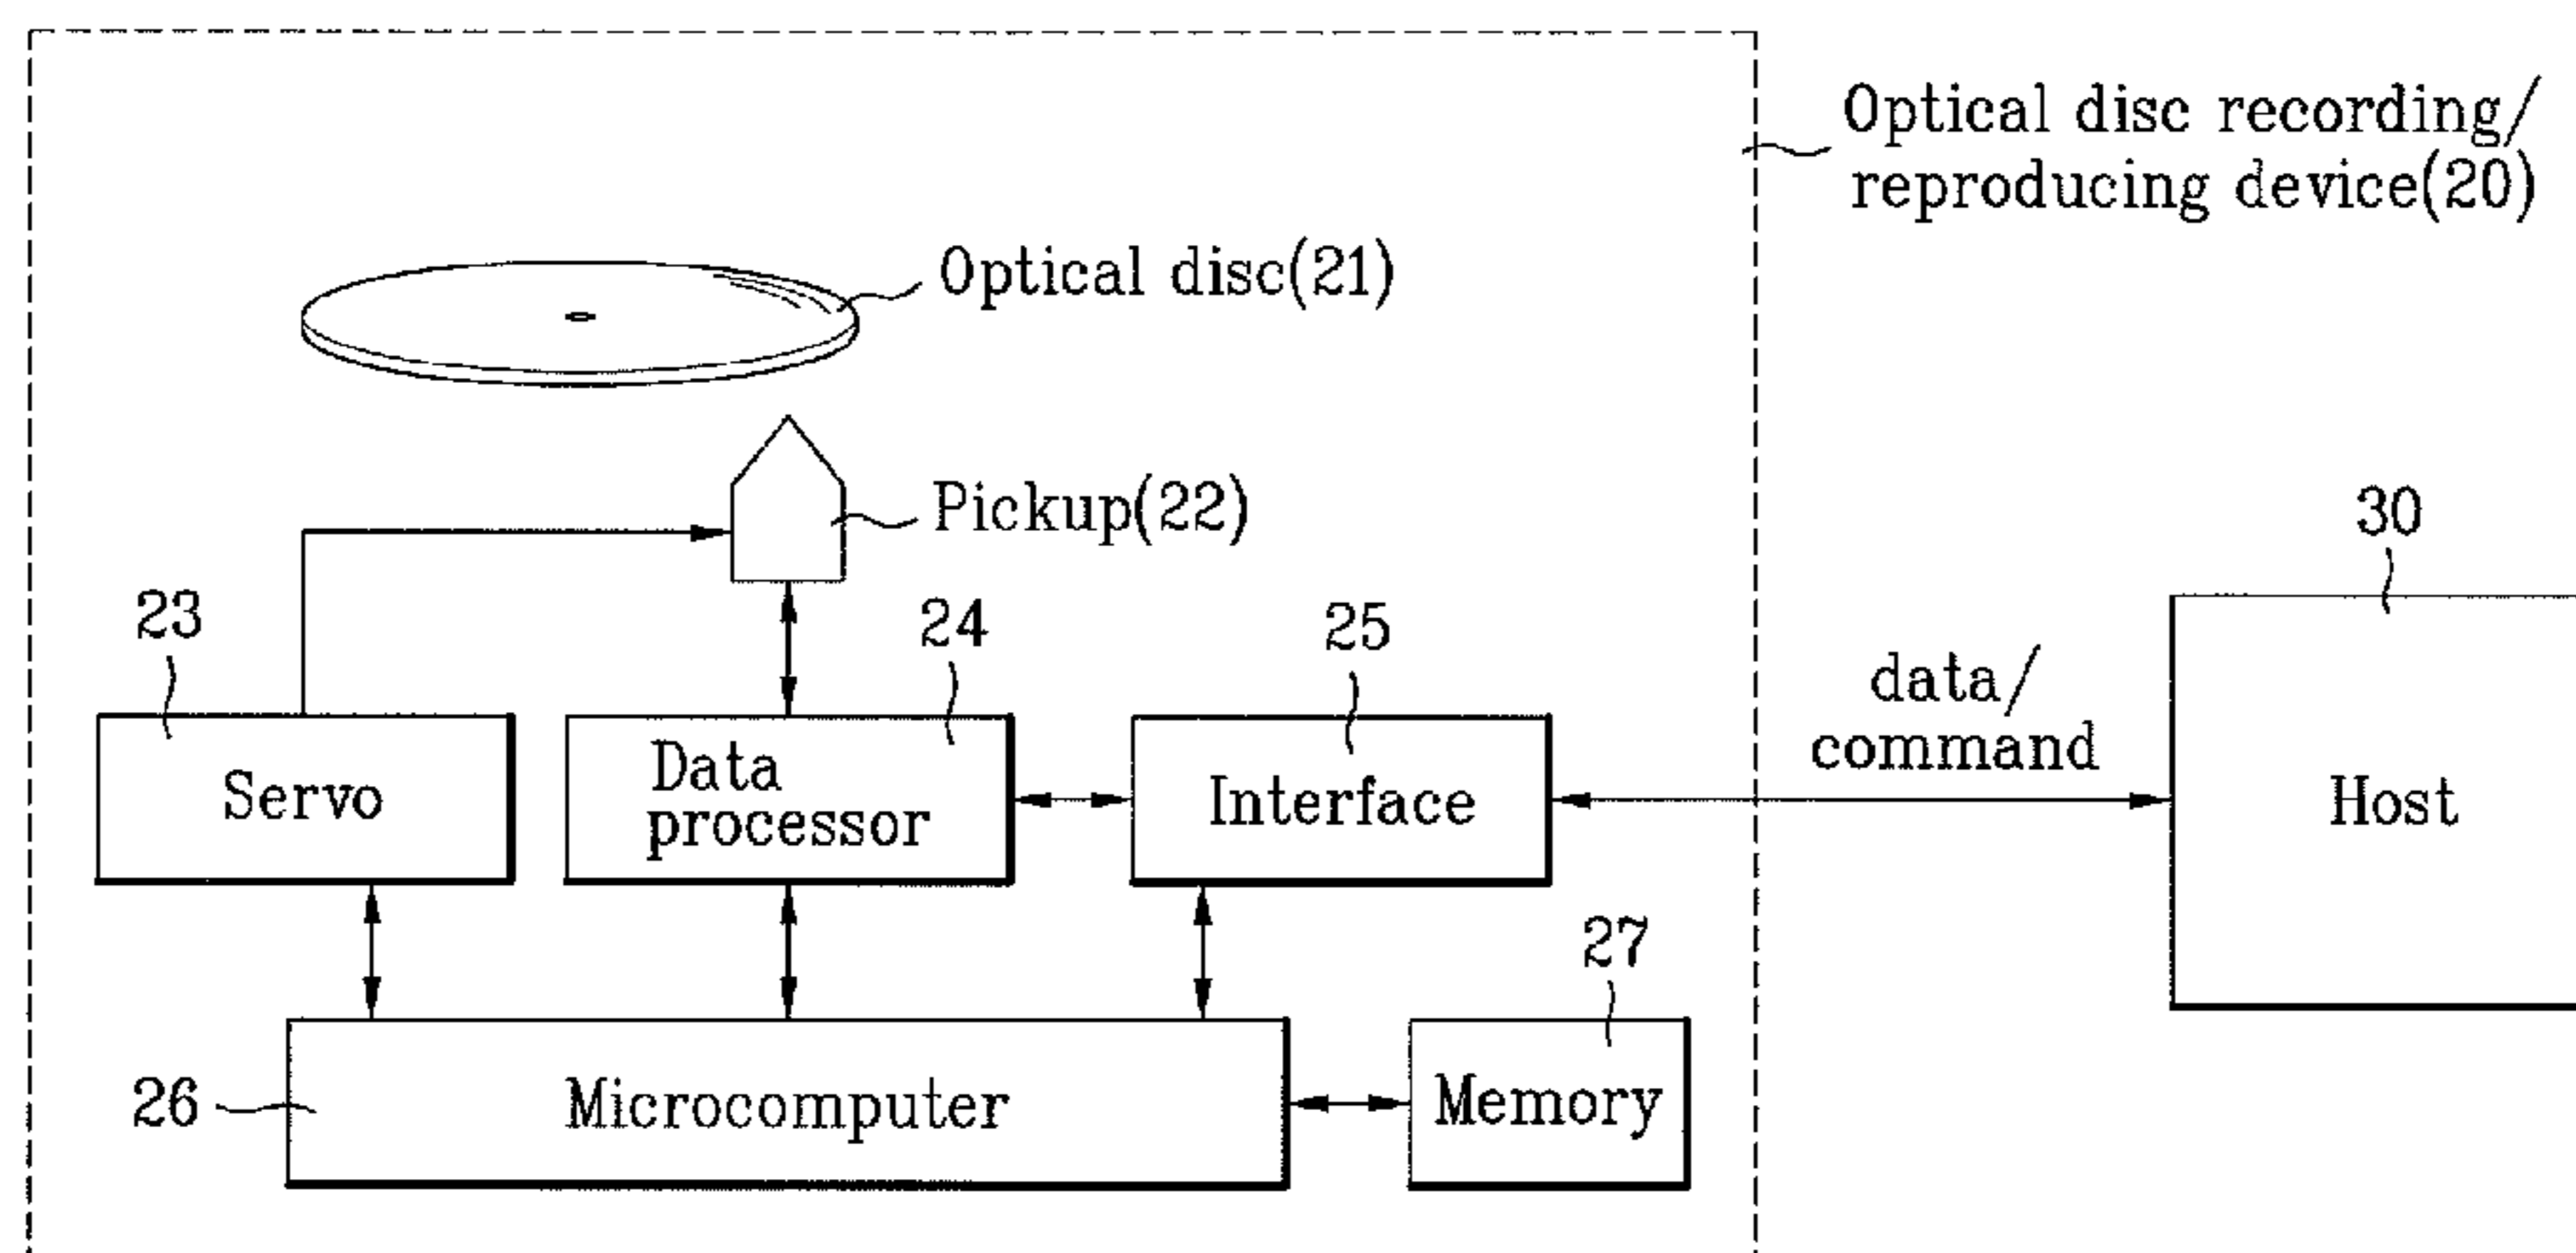 Optical disc recording/
reproducing device(20)
Optical disc(21)
Pickup(22)
30
23
24
25
data/
command
Servo
Data
processor
Interface
Host
27
26
Microcomputer
Memory